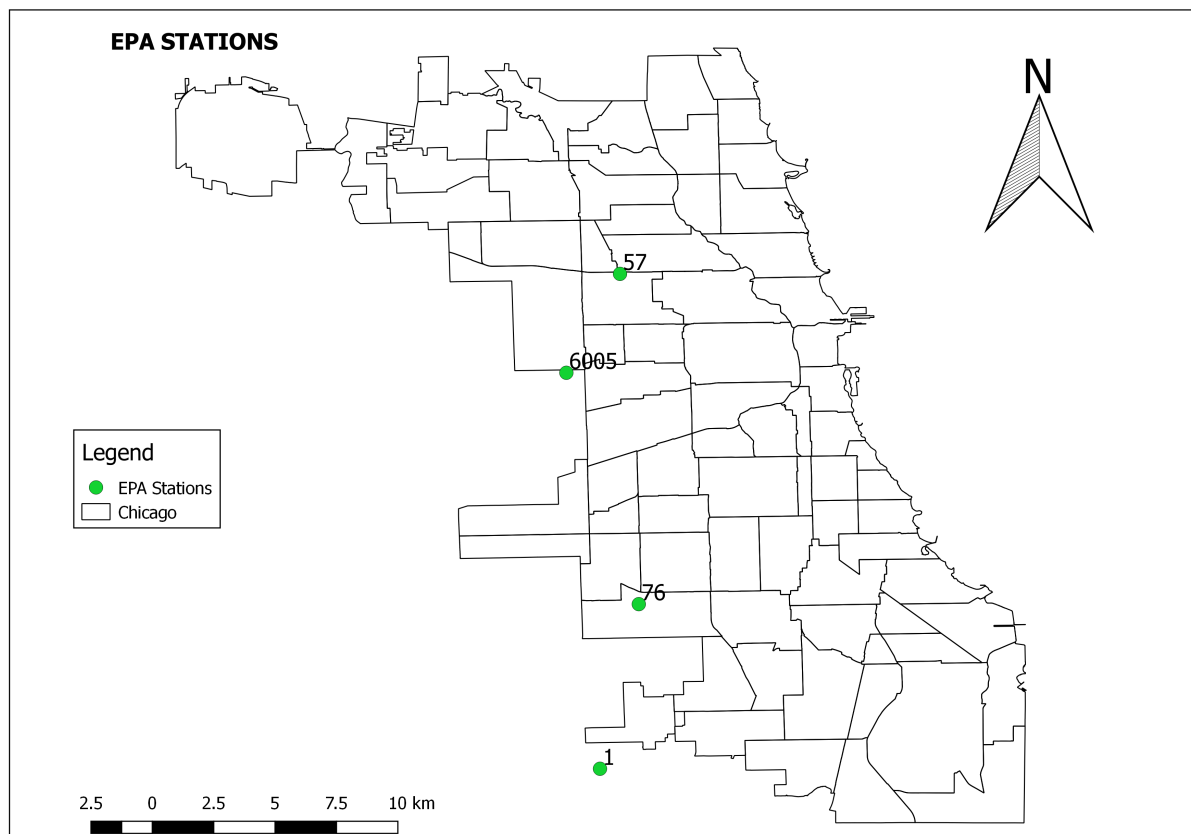 EPA STATIONS
N
57
6005
Legend
EPA Stations
Chicago
76
1
2.5 0 2.5 5 7.5 10 km